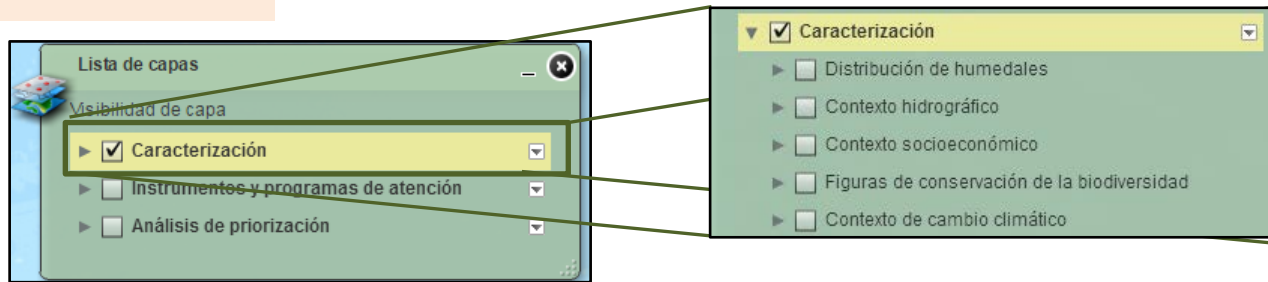 Lista de capas
Visibilidad de capa
Caracterización
Instrumentos y programas de atención
Análisis de priorización
Caracterización
Distribución de humedales
Contexto hidrográfico
Contexto socioeconómico
Figuras de conservación de la biodiversidad
Contexto de cambio climático